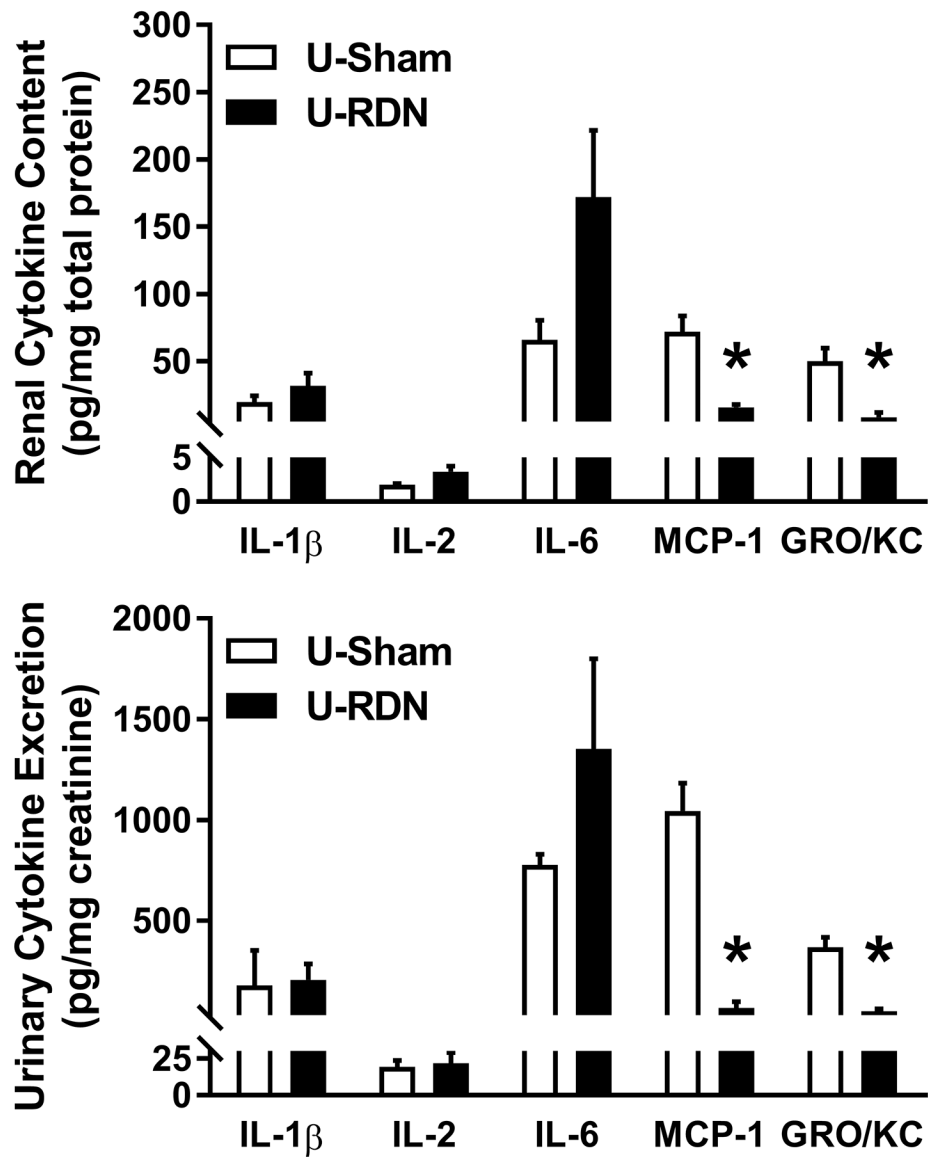 Renal Cytokine Content
(pg/mg total protein)
300
250
200
150
100
50
5
0
U-Sham
U-RDN
*
*
IL-1β
IL-2
IL-6
MCP-1
GRO/KC
Urinary Cytokine Excretion
(pg/mg creatinine)
2000
1500
1000
500
25
0
U-Sham
U-RDN
*
*
IL-1β
IL-2
IL-6
MCP-1
GRO/KC